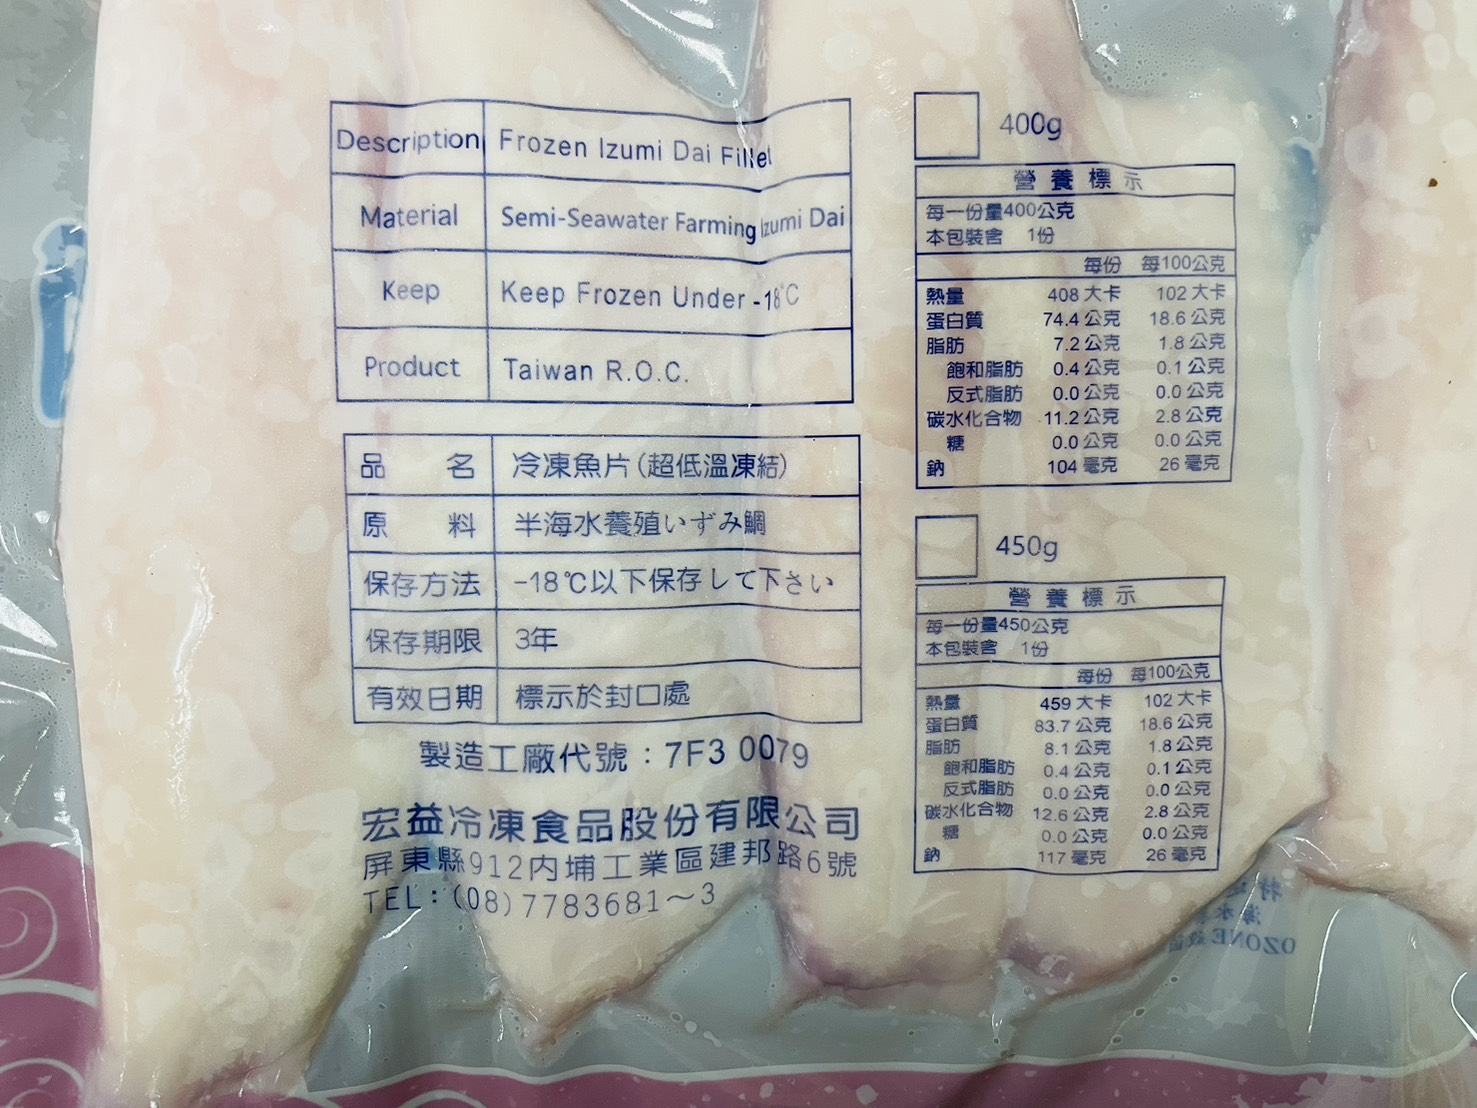 Description Frozen Izumi Dai Fillet
Material Semi-Seawater Farming Izumi Dai
Keep Keep Frozen Under -18℃
Product Taiwan R.O.C.
品名 冷凍魚片(超低溫凍結)
原料 半海水養殖いずみ鯛
保存方法 -18℃以下保存して下さい
保存期限 3年
有效日期 標示於封口處
製造工廠代號：7F3 0079
宏益冷凍食品股份有限公司
屏東縣912內埔工業區建邦路6號
TEL：(08)7783681～3
400g
營養標示
每一份量400公克
本包裝含 1份
每份 每100公克
熱量 408 大卡 102 大卡
蛋白質 74.4 公克 18.6 公克
脂肪 7.2 公克 1.8 公克
飽和脂肪 0.4 公克 0.1 公克
反式脂肪 0.0 公克 0.0 公克
碳水化合物 11.2 公克 2.8 公克
糖 0.0 公克 0.0 公克
鈉 104 毫克 26 毫克
450g
營養標示
每一份量450公克
本包裝含 1份
每份 每100公克
熱量 459 大卡 102 大卡
蛋白質 83.7 公克 18.6 公克
脂肪 8.1 公克 1.8 公克
飽和脂肪 0.4 公克 0.1 公克
反式脂肪 0.0 公克 0.0 公克
碳水化合物 12.6 公克 2.8 公克
糖 0.0 公克 0.0 公克
鈉 117 毫克 26 毫克
OZONE